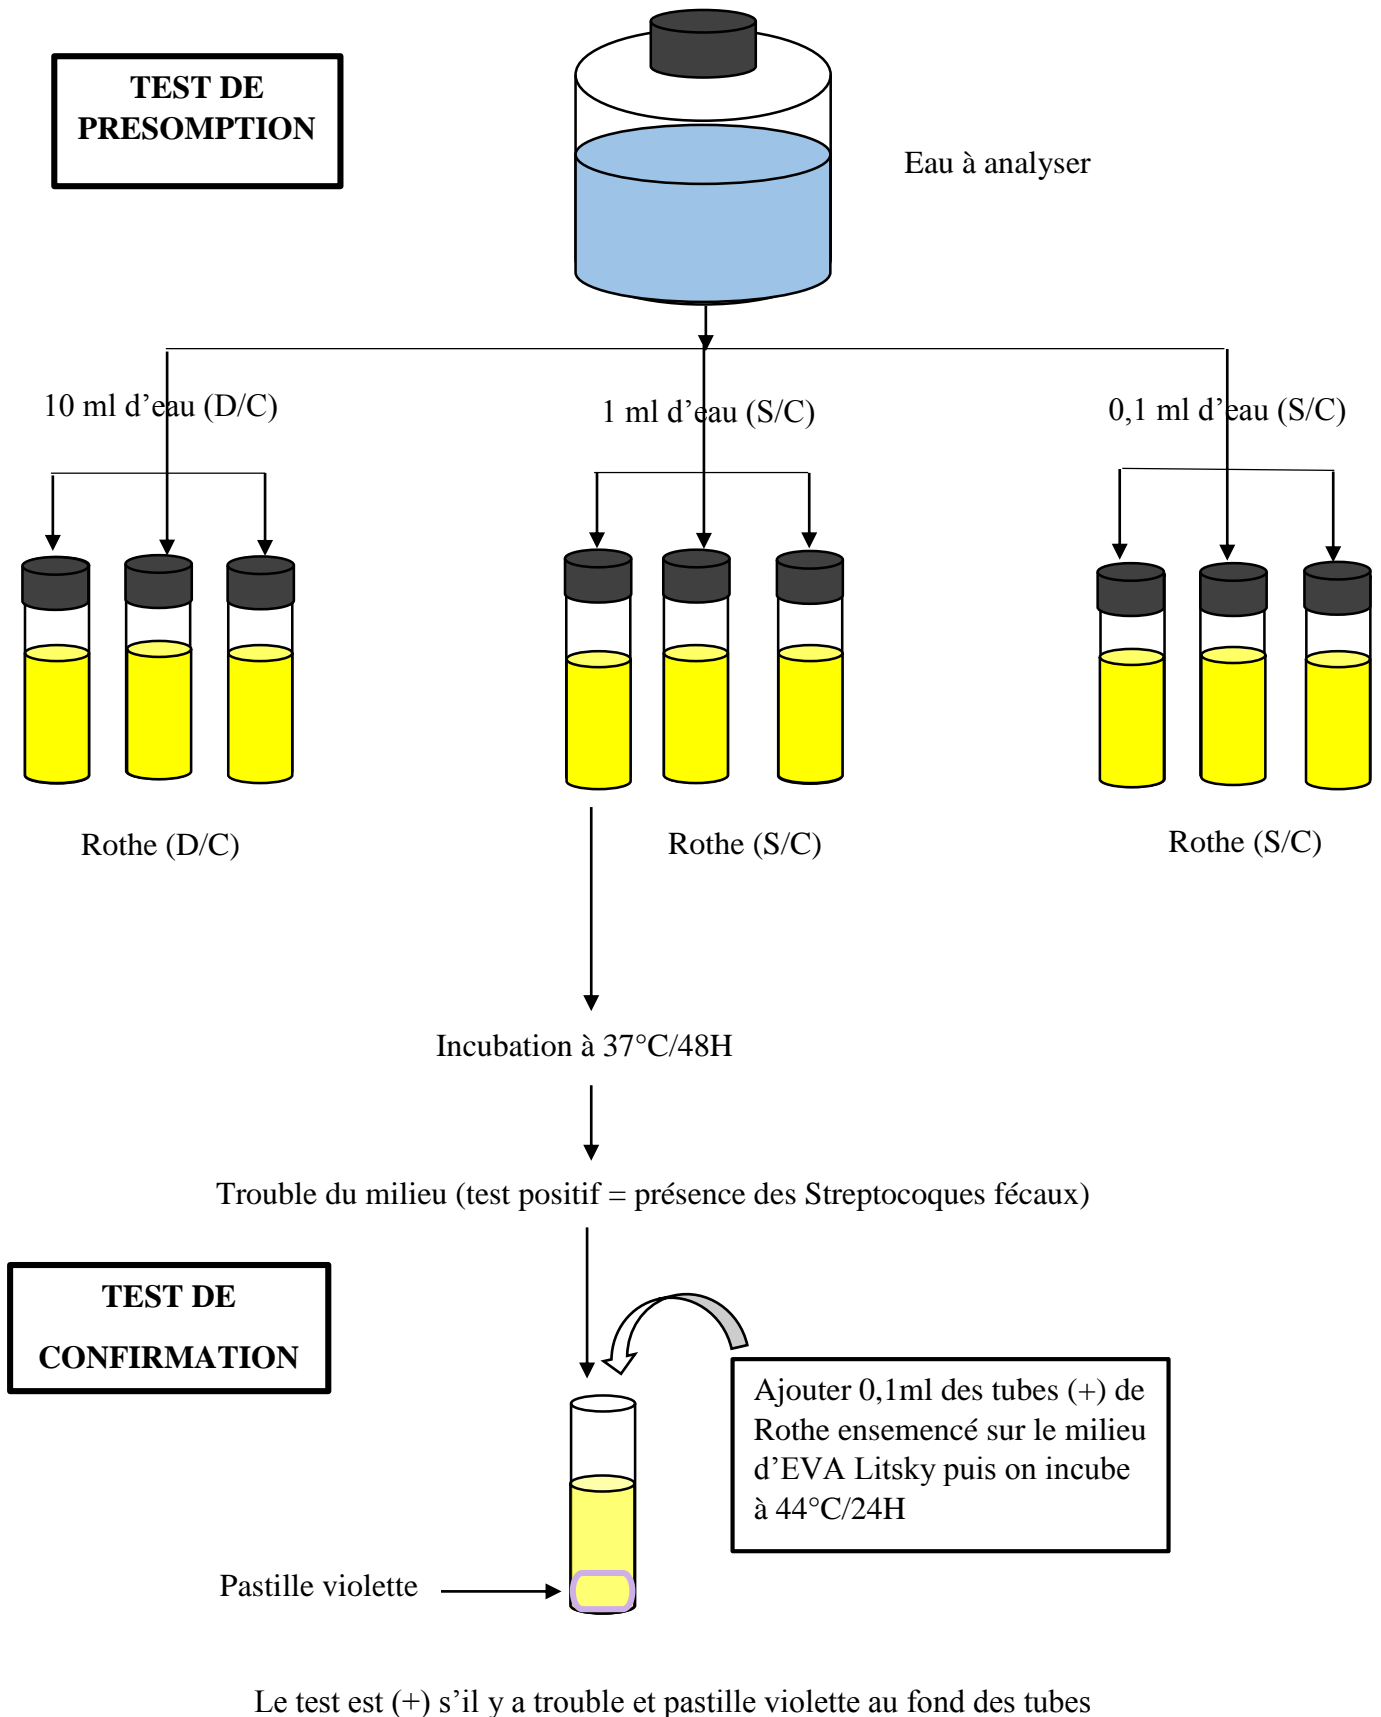 TEST DE
PRESOMPTION
Eau à analyser
10 ml d’eau (D/C)
1 ml d’eau (S/C)
0,1 ml d’eau (S/C)
Rothe (D/C)
Rothe (S/C)
Rothe (S/C)
Incubation à 37°C/48H
Trouble du milieu (test positif = présence des Streptocoques fécaux)
TEST DE
CONFIRMATION
Ajouter 0,1ml des tubes (+) de
Rothe ensemencé sur le milieu
d’EVA Litsky puis on incube
à 44°C/24H
Pastille violette
Le test est (+) s’il y a trouble et pastille violette au fond des tubes